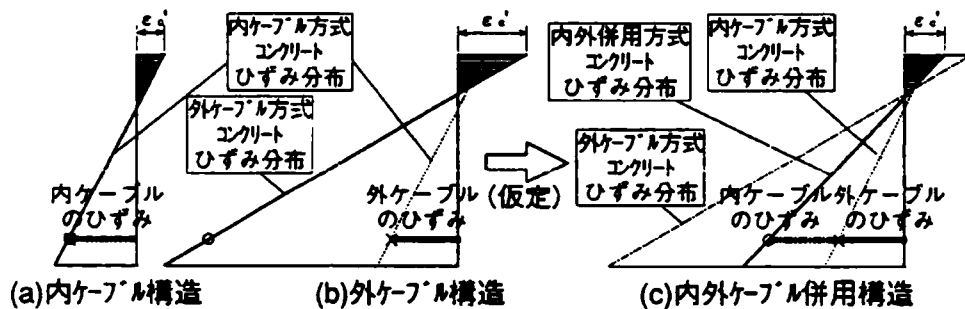 ε c'
内ケーブル方式
コンクリート
ひずみ分布
外ケーブル方式
コンクリート
ひずみ分布
内ケーブル
のひずみ
(a)内ケーブル構造
ε c'
外ケーブル
のひずみ
(b)外ケーブル構造
(仮定)
ε c'
内外併用方式
コンクリート
ひずみ分布
内ケーブル方式
コンクリート
ひずみ分布
外ケーブル方式
コンクリート
ひずみ分布
内ケーブル
のひずみ
外ケーブル
のひずみ
(c)内外ケーブル併用構造